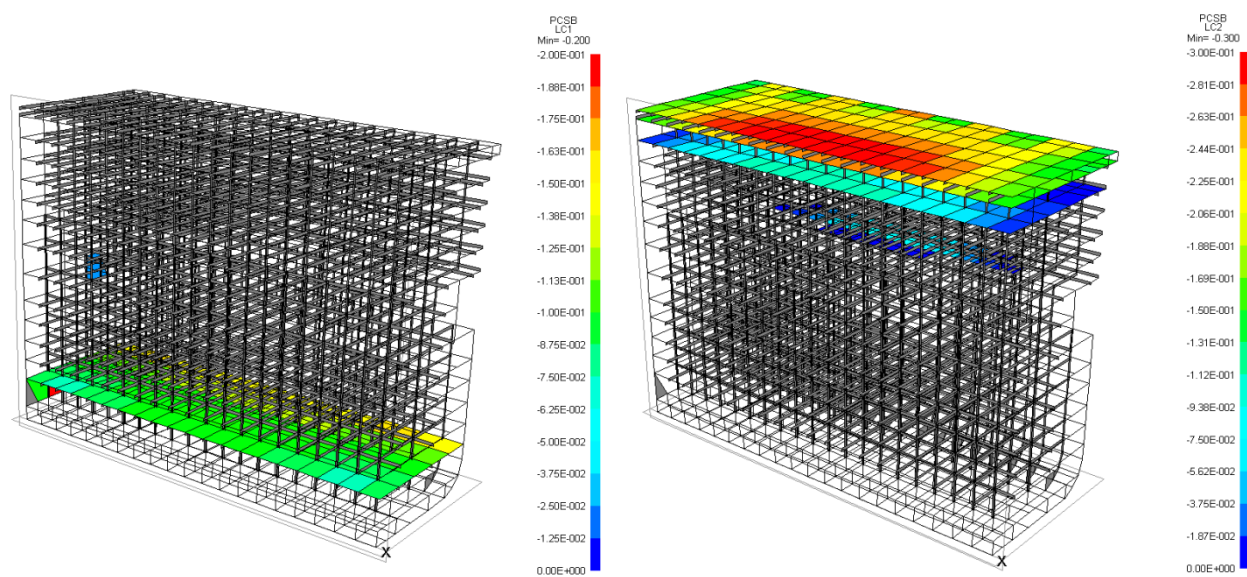 PCSB
LC1
Min= -0.200
-2.00E-001
-1.88E-001
-1.75E-001
-1.63E-001
-1.50E-001
-1.38E-001
-1.25E-001
-1.13E-001
-1.00E-001
-8.75E-002
-7.50E-002
-6.25E-002
-5.00E-002
-3.75E-002
-2.50E-002
-1.25E-002
0.00E+000
X
PCSB
LC2
Min= -0.300
-3.00E-001
-2.81E-001
-2.63E-001
-2.44E-001
-2.25E-001
-2.06E-001
-1.88E-001
-1.69E-001
-1.50E-001
-1.31E-001
-1.12E-001
-9.38E-002
-7.50E-002
-5.62E-002
-3.75E-002
-1.87E-002
0.00E+000
X